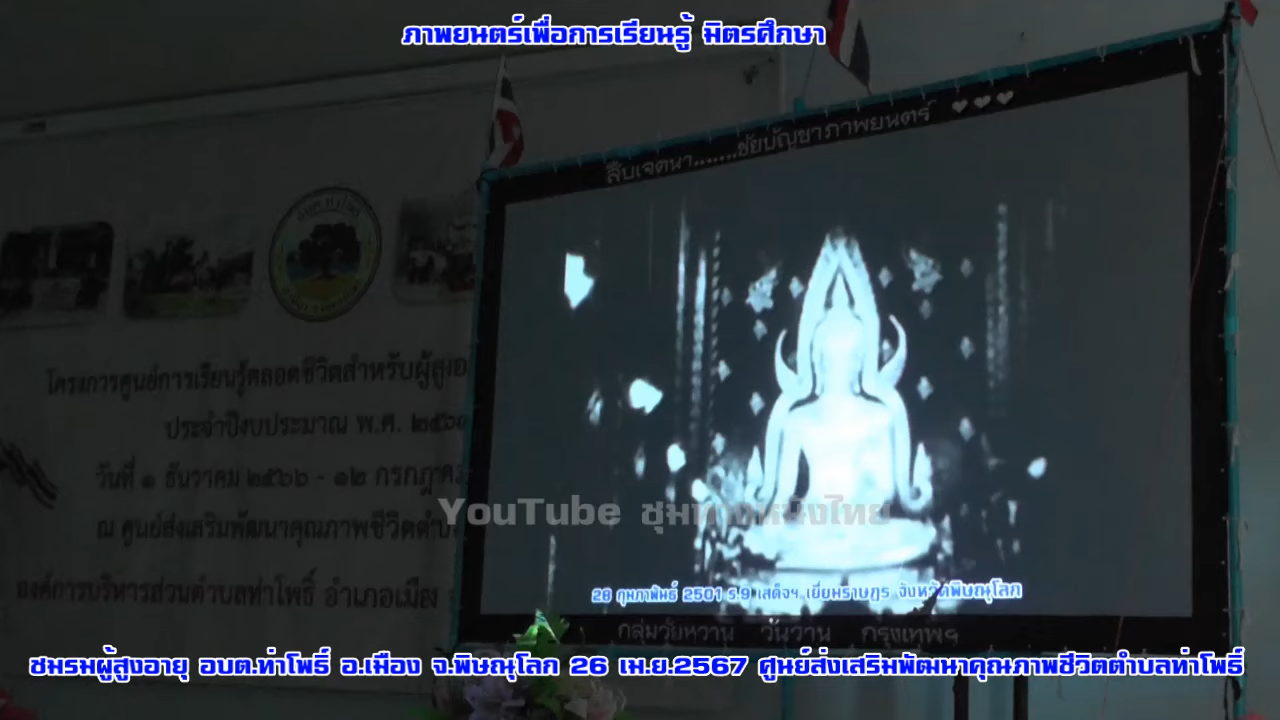 ภาพยนตร์เพื่อการเรียนรู้ มิตรศึกษา
สืบเจตนา.......ชัยบัญชาภาพยนตร์
โครงการศูนย์การเรียนรู้ตลอดชีวิตสำหรับผู้สูงอ
ประจำปีงบประมาณ พ.ศ.
วันที่ ๑ ธันวาคม ๒๕๖๖ - ๑๒ กรกฎาค
ณ ศูนย์ส่งเสริมพัฒนาคุณภาพชีวิตตำบ
องค์การบริหารส่วนตำบลท่าโพธิ์ อำเภอเมือง
YouTube ชุมทางหนังไทย
28 กุมภาพันธ์ 2501 ร.9 เสด็จฯ เยี่ยมราษฎร จังหวัดพิษณุโลก
กลุ่มวัยหวาน วันวาน กรุงเทพฯ
ชมรมผู้สูงอายุ อบต.ท่าโพธิ์ อ.เมือง จ.พิษณุโลก 26 เม.ย.2567 ศูนย์ส่งเสริมพัฒนาคุณภาพชีวิตตำบลท่าโพธิ์